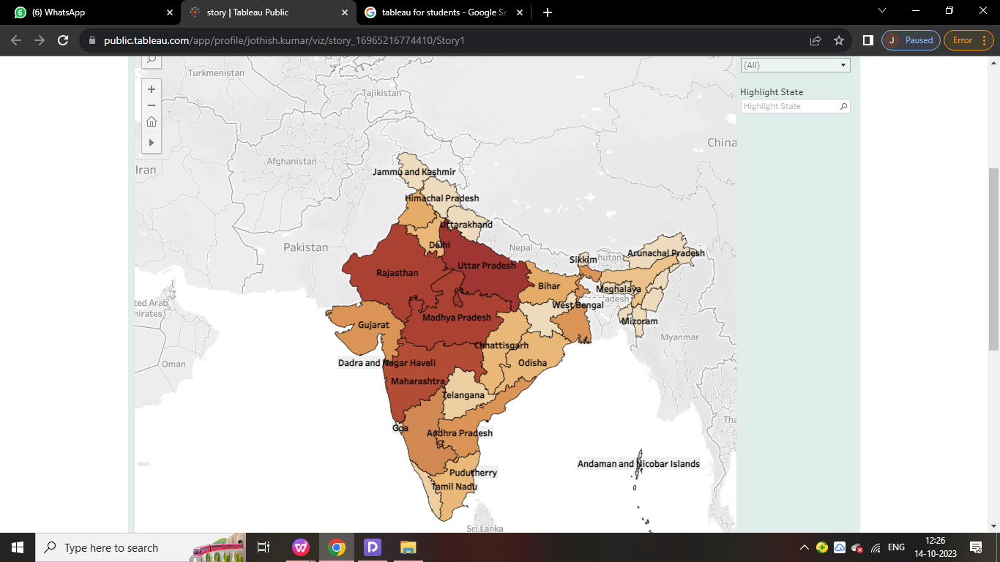 (6) WhatsApp
story | Tableau Public
tableau for students - Google Se
public.tableau.com/app/profile/jothish.kumar/viz/story_16965216774410/Story1
J Paused
Error
(All)
Highlight State
Highlight State
Turkmenistan
Tajikistan
China
Afghanistan
Iran
Jammu and Kashmir
Himachal Pradesh
Uttarakhand
Pakistan
Delhi
Nepal
Arunachal Pradesh
Sikkim
hutan
Uttar Pradesh
Rajasthan
Bihar
Meghalaya
ted Arab
mirates
West Bengal
Bangladesh
Madhya Pradesh
Mizoram
Gujarat
Myanmar
Chhattisgarh
Oman
Dadra and Nagar Haveli
Odisha
Maharashtra
Telangana
Tha
Goa
Andhra Pradesh
Andaman and Nicobar Islands
Puducherry
Tamil Nadu
Sri Lanka
Type here to search
ENG
12:26
14-10-2023